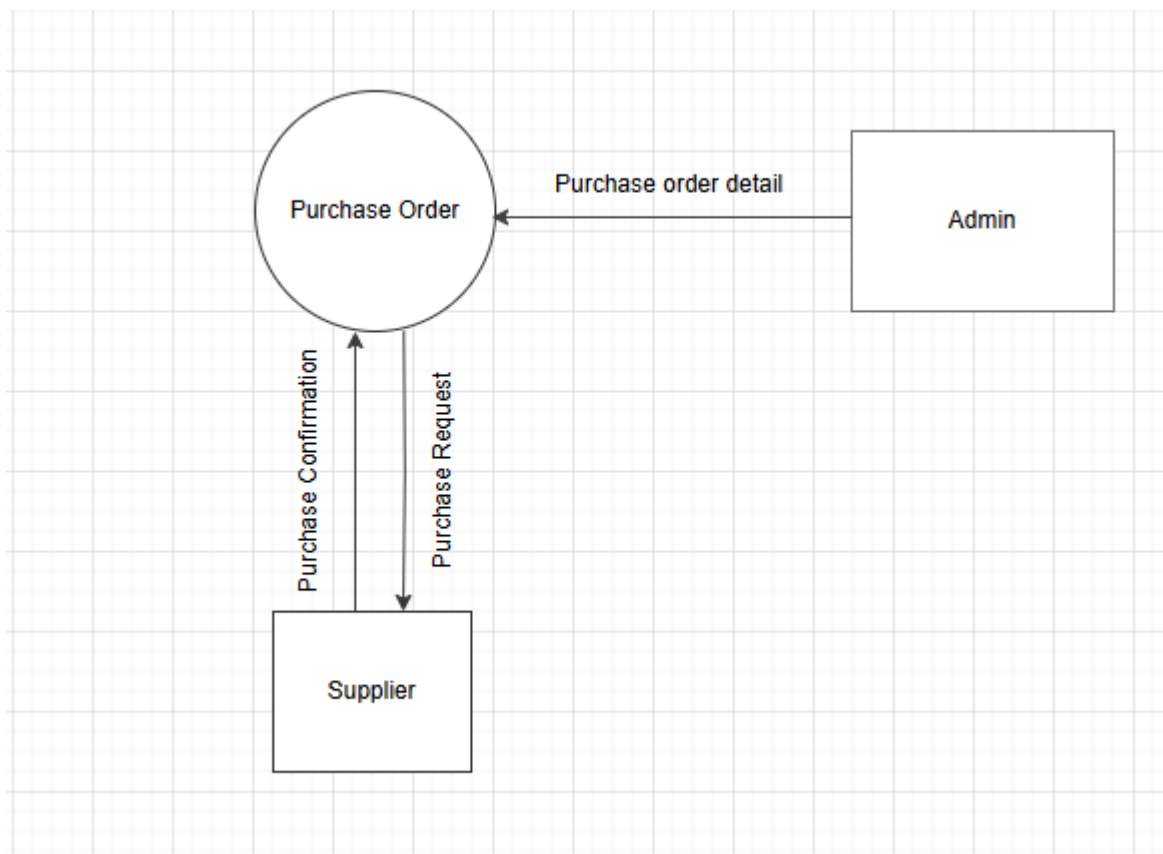 Purchase order detail
Purchase Order
Admin
Purchase Confirmation
Purchase Request
Supplier